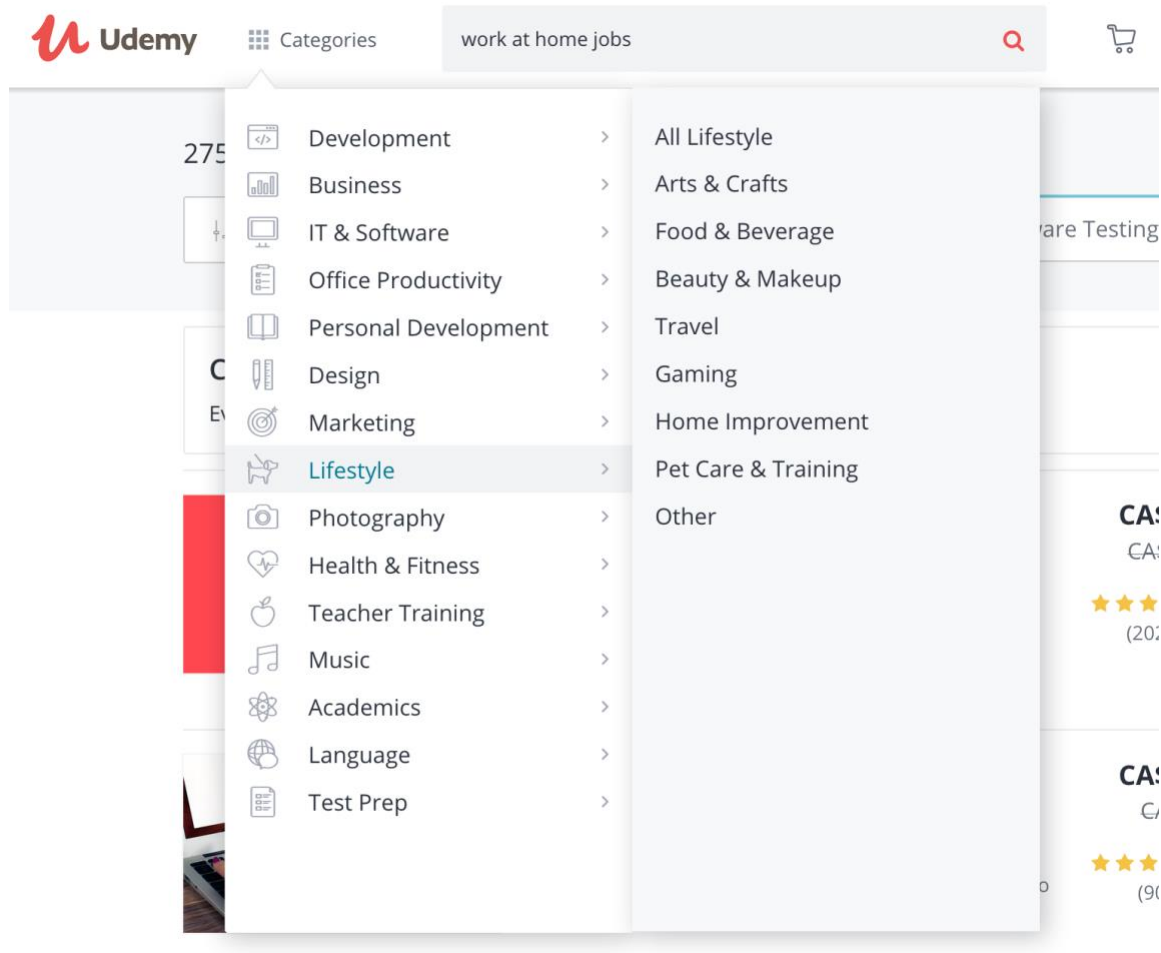 Udemy
Categories
work at home jobs
275
Development
Business
IT & Software
Office Productivity
Personal Development
Design
Marketing
Lifestyle
Photography
Health & Fitness
Teacher Training
Music
Academics
Language
Test Prep
All Lifestyle
Arts & Crafts
Food & Beverage
Beauty & Makeup
Travel
Gaming
Home Improvement
Pet Care & Training
Other
Testing